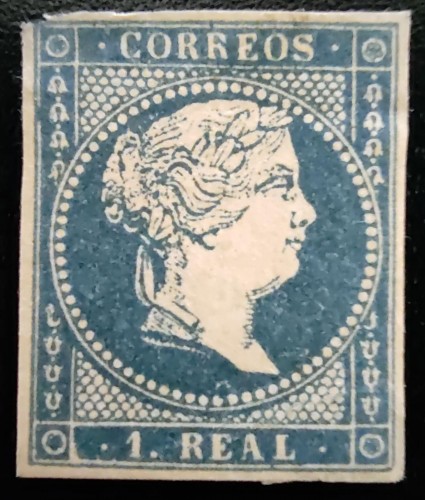 · CORREOS ·
· 1. REAL ·